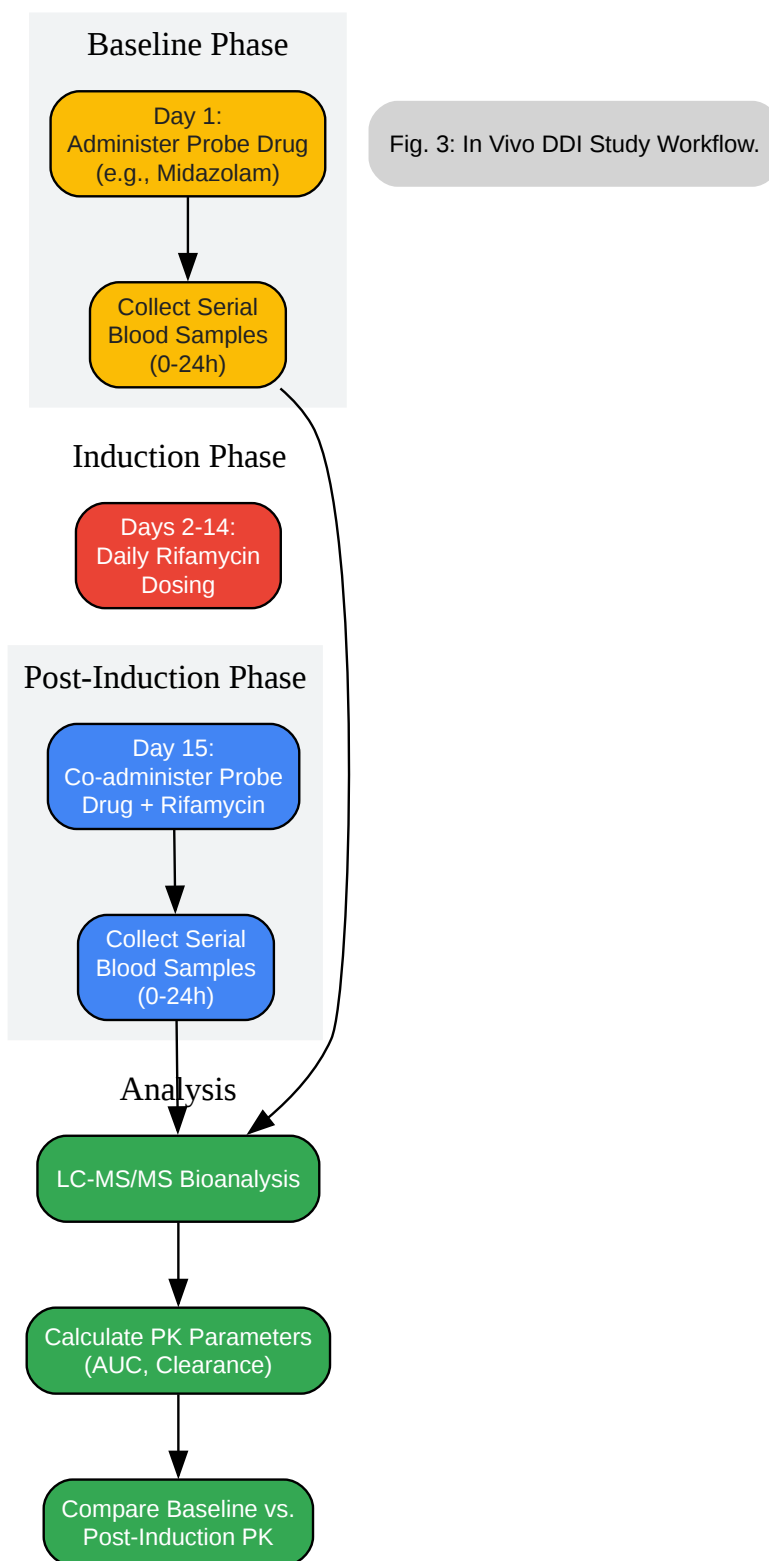 Baseline Phase
Day 1:
Administer Probe Drug
(e.g., Midazolam)
Fig. 3: In Vivo DDI Study Workflow.
Collect Serial
Blood Samples
(0-24h)
Induction Phase
Days 2-14:
Daily Rifamycin
Dosing
Post-Induction Phase
Day 15:
Co-administer Probe
Drug + Rifamycin
Collect Serial
Blood Samples
(0-24h)
Analysis
LC-MS/MS Bioanalysis
Calculate PK Parameters
(AUC, Clearance)
Compare Baseline vs.
Post-Induction PK